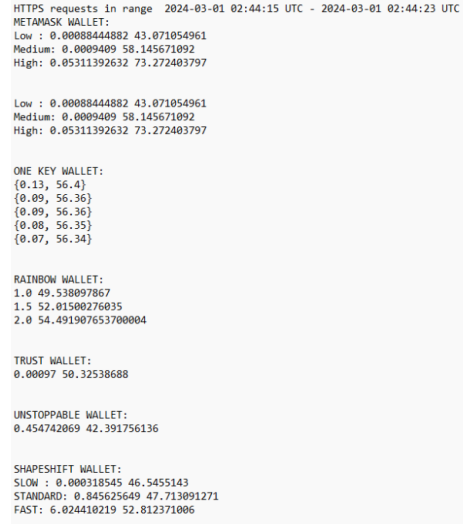 HTTPS requests in range  2024-03-01 02:44:15 UTC - 2024-03-01 02:44:23 UTC
METAMASK WALLET:
Low : 0.00088444882 43.071054961
Medium: 0.0009409 58.145671092
High: 0.05311392632 73.272403797
Low : 0.00088444882 43.071054961
Medium: 0.0009409 58.145671092
High: 0.05311392632 73.272403797
ONE KEY WALLET:
{0.13, 56.4}
{0.09, 56.36}
{0.09, 56.36}
{0.08, 56.35}
{0.07, 56.34}
RAINBOW WALLET:
1.0 49.538097867
1.5 52.01500276035
2.0 54.491907653700004
TRUST WALLET:
0.00097 50.32538688
UNSTOPPABLE WALLET:
0.454742069 42.391756136
SHAPESHIFT WALLET:
SLOW : 0.000318545 46.5455143
STANDARD: 0.845625649 47.713091271
FAST: 6.024410219 52.812371006